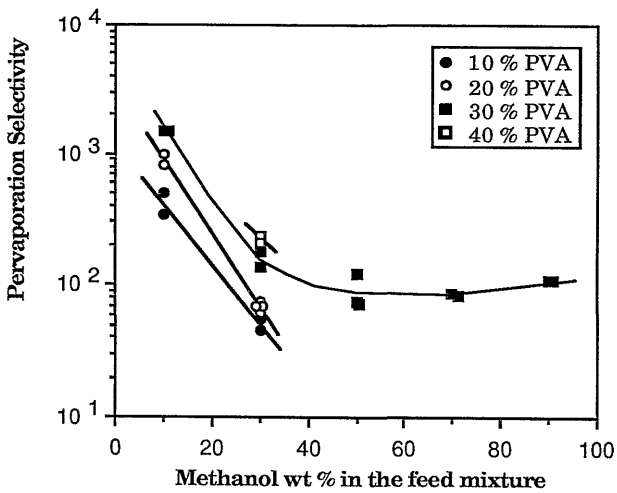 Pervaporation Selectivity
10 4
10 3
10 2
10 1
10 % PVA
20 % PVA
30 % PVA
40 % PVA
0 20 40 60 80 100
Methanol wt % in the feed mixture